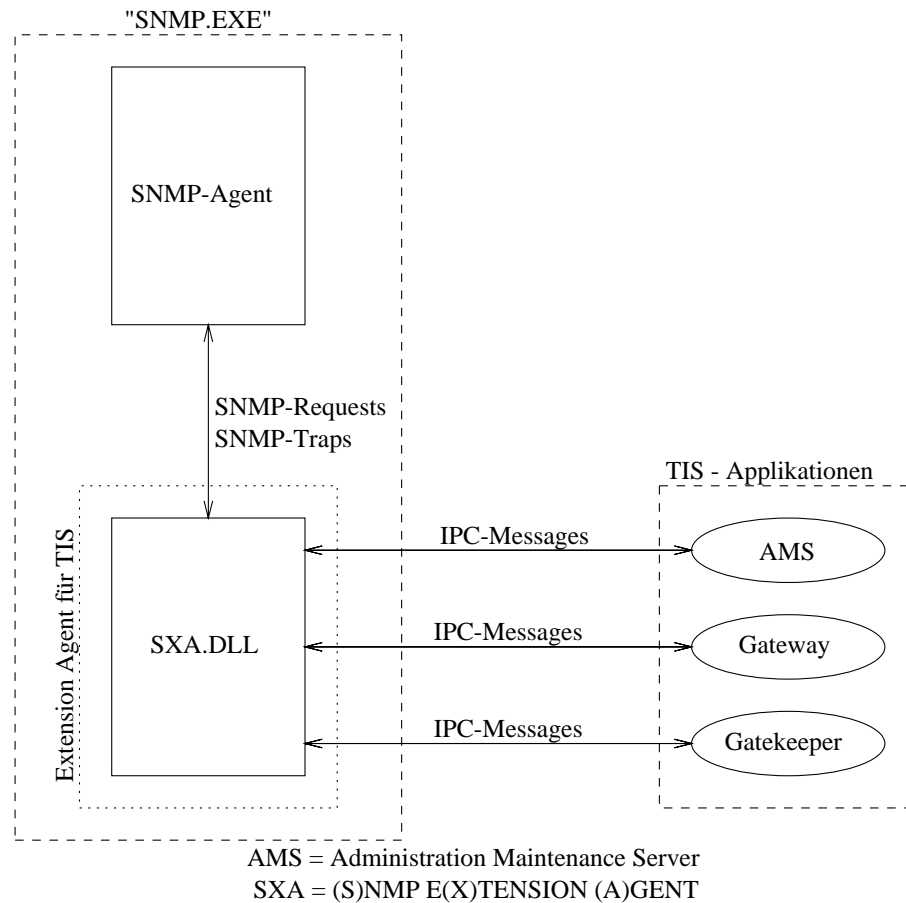 "SNMP.EXE"
SNMP-Agent
SNMP-Requests
SNMP-Traps
TIS - Applikationen
Extension Agent für TIS
SXA.DLL
IPC-Messages
AMS
IPC-Messages
Gateway
IPC-Messages
Gatekeeper
AMS = Administration Maintenance Server
SXA = (S)NMP E(X)TENSION (A)GENT